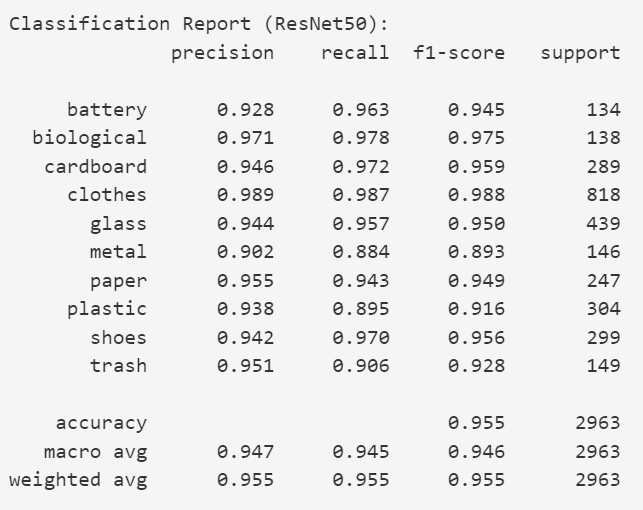 Classification Report (ResNet50):
precision recall f1-score support
battery 0.928 0.963 0.945 134
biological 0.971 0.978 0.975 138
cardboard 0.946 0.972 0.959 289
clothes 0.989 0.987 0.988 818
glass 0.944 0.957 0.950 439
metal 0.902 0.884 0.893 146
paper 0.955 0.943 0.949 247
plastic 0.938 0.895 0.916 304
shoes 0.942 0.970 0.956 299
trash 0.951 0.906 0.928 149
accuracy 0.955 2963
macro avg 0.947 0.945 0.946 2963
weighted avg 0.955 0.955 0.955 2963